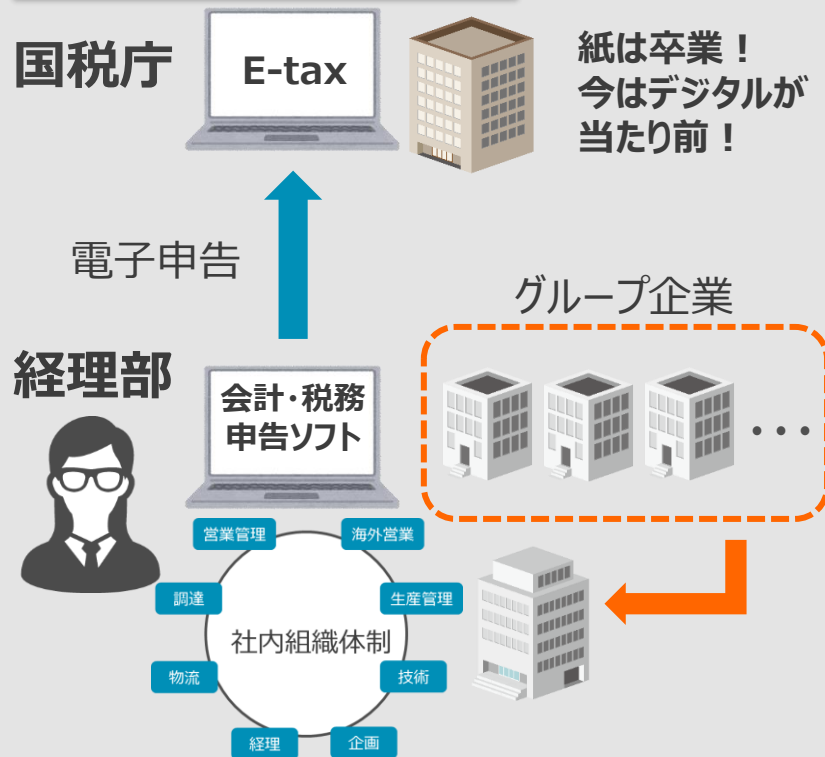 国税庁
E-tax
紙は卒業！
今はデジタルが
当たり前！
電子申告
グループ企業
経理部
会計・税務
申告ソフト
・・・
営業管理
海外営業
調達
生産管理
社内組織体制
物流
技術
経理
企画